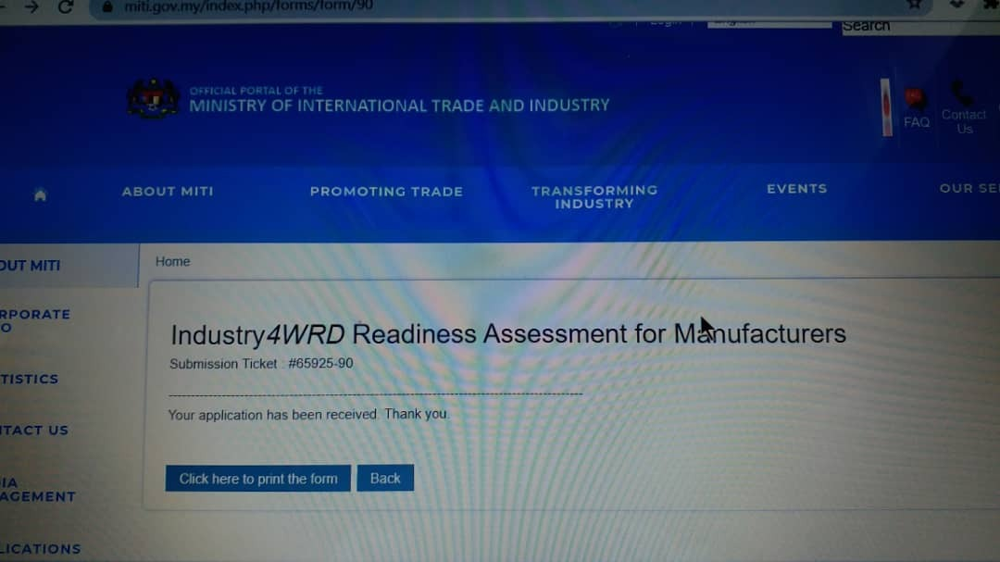 miti.gov.my/index.php/forms/form/90
Login
English
Search
OFFICIAL PORTAL OF THE
MINISTRY OF INTERNATIONAL TRADE AND INDUSTRY
FAQ
Contact
Us
ABOUT MITI
PROMOTING TRADE
TRANSFORMING
INDUSTRY
EVENTS
OUR SE
OUT MITI
Home
RPORATE
O
Industry4WRD Readiness Assessment for Manufacturers
Submission Ticket : #65925-90
TISTICS
Your application has been received. Thank you.
NTACT US
Click here to print the form
Back
IA
AGEMENT
LICATIONS